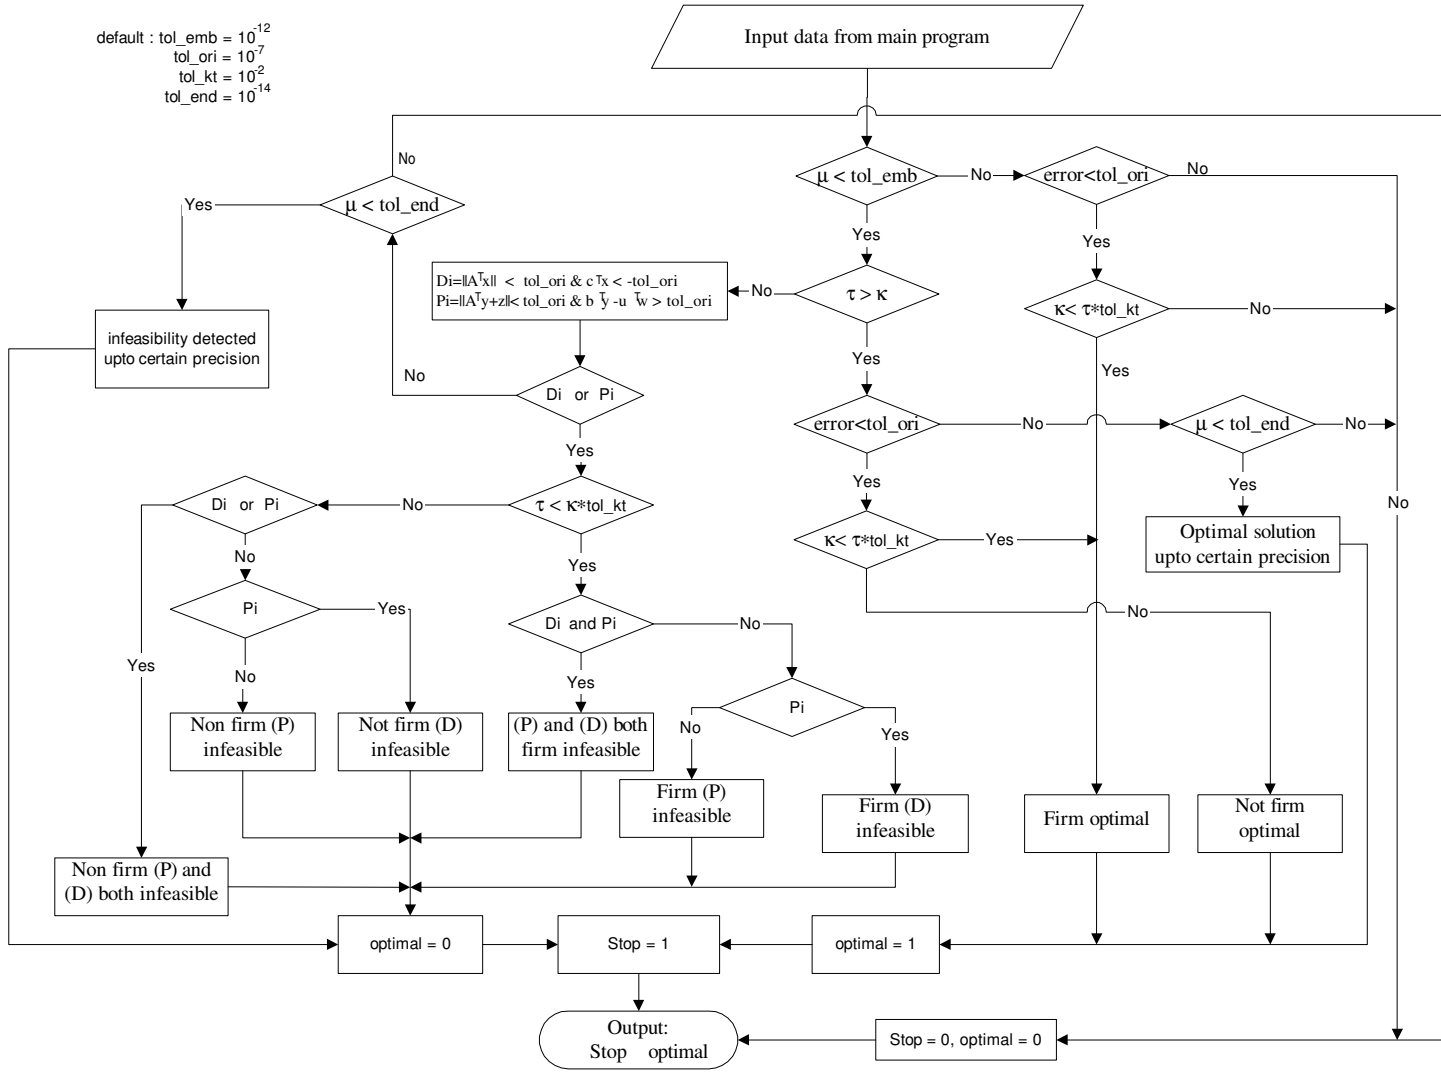 default : tol_emb = 10^-12
tol_ori = 10^-7
tol_kt = 10^-2
tol_end = 10^-14
Input data from main program
No
μ < tol_emb
No
error<tol_ori
No
Yes
μ < tol_end
Yes
Yes
Di=||A^T x|| < tol_ori & c^T x < -tol_ori
Pi=||A^T y+z||< tol_ori & b^T y -u^T w > tol_ori
No
τ > κ
κ< τ*tol_kt
No
infeasibility detected
upto certain precision
Yes
Yes
No
Di or Pi
error<tol_ori
No
μ < tol_end
No
Yes
Yes
Yes
Di or Pi
No
τ < κ*tol_kt
No
κ< τ*tol_kt
Yes
Optimal solution
upto certain precision
No
Yes
Pi
Yes
Di and Pi
No
No
Yes
No
Yes
Pi
No
Yes
Non firm (P)
infeasible
Not firm (D)
infeasible
(P) and (D) both
firm infeasible
Firm (P)
infeasible
Firm (D)
infeasible
Firm optimal
Not firm
optimal
Non firm (P) and
(D) both infeasible
optimal = 0
Stop = 1
optimal = 1
Output:
Stop optimal
Stop = 0, optimal = 0